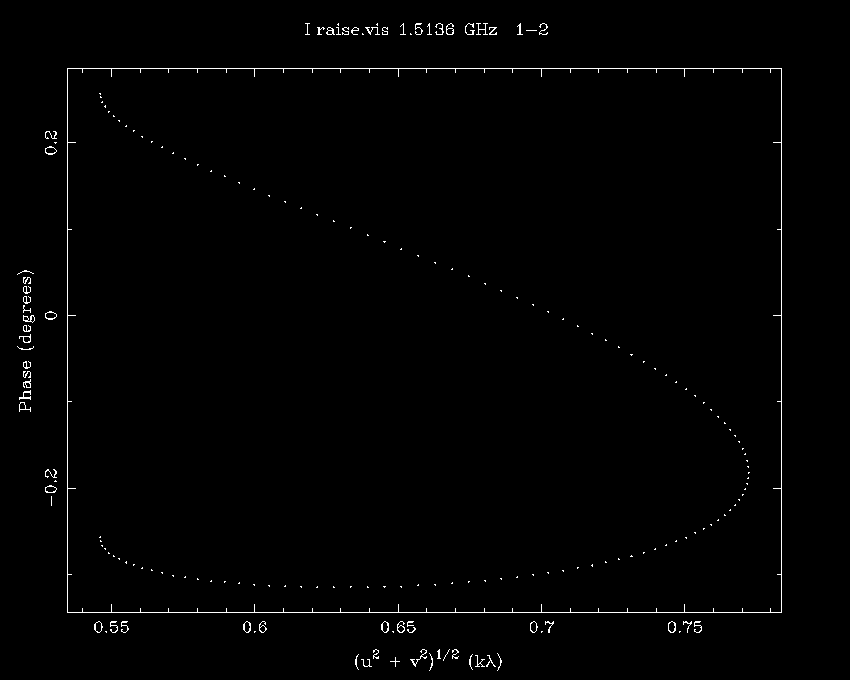 I raise.vis 1.5136 GHz 1−2
0.2
0
−0.2
Phase (degrees)
0.55 0.6 0.65 0.7 0.75
(u² + v²)¹/² (kλ)